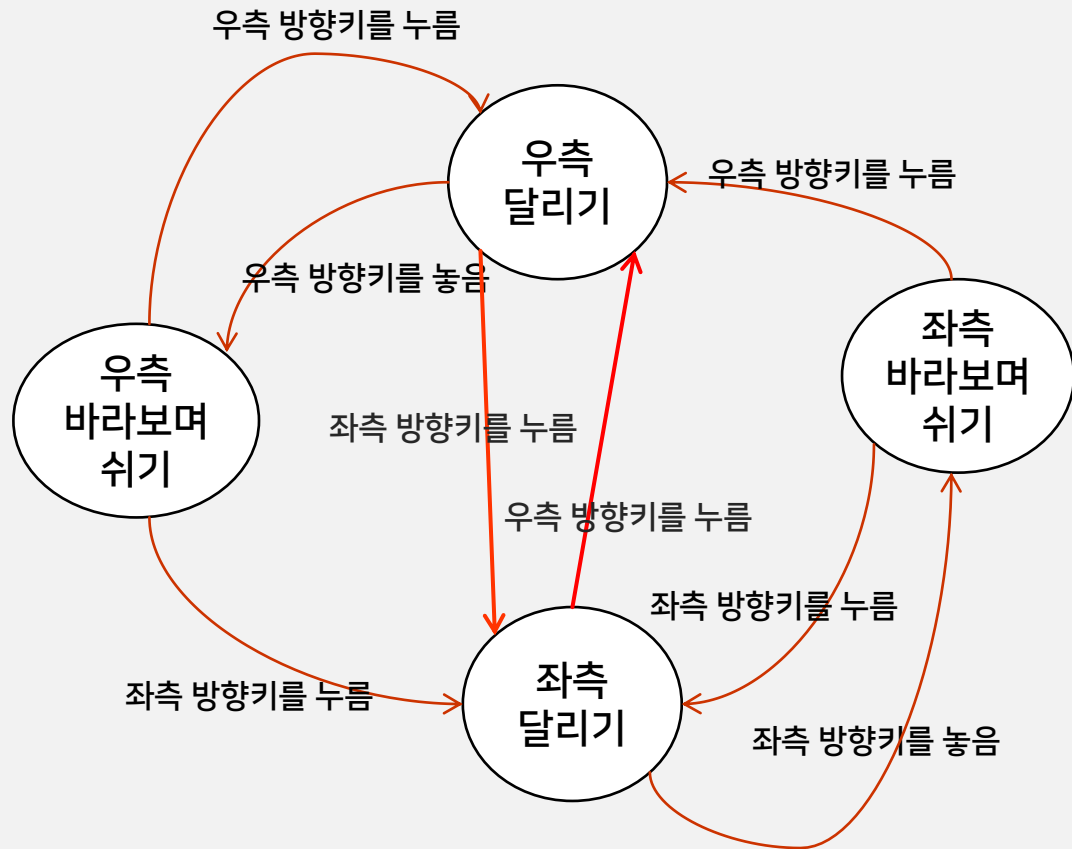 우측 방향키를 누름
우측
달리기
우측 방향키를 누름
우측 방향키를 놓음
좌측
바라보며
쉬기
우측
바라보며
쉬기
좌측 방향키를 누름
우측 방향키를 누름
좌측 방향키를 누름
좌측
달리기
좌측 방향키를 누름
좌측 방향키를 놓음